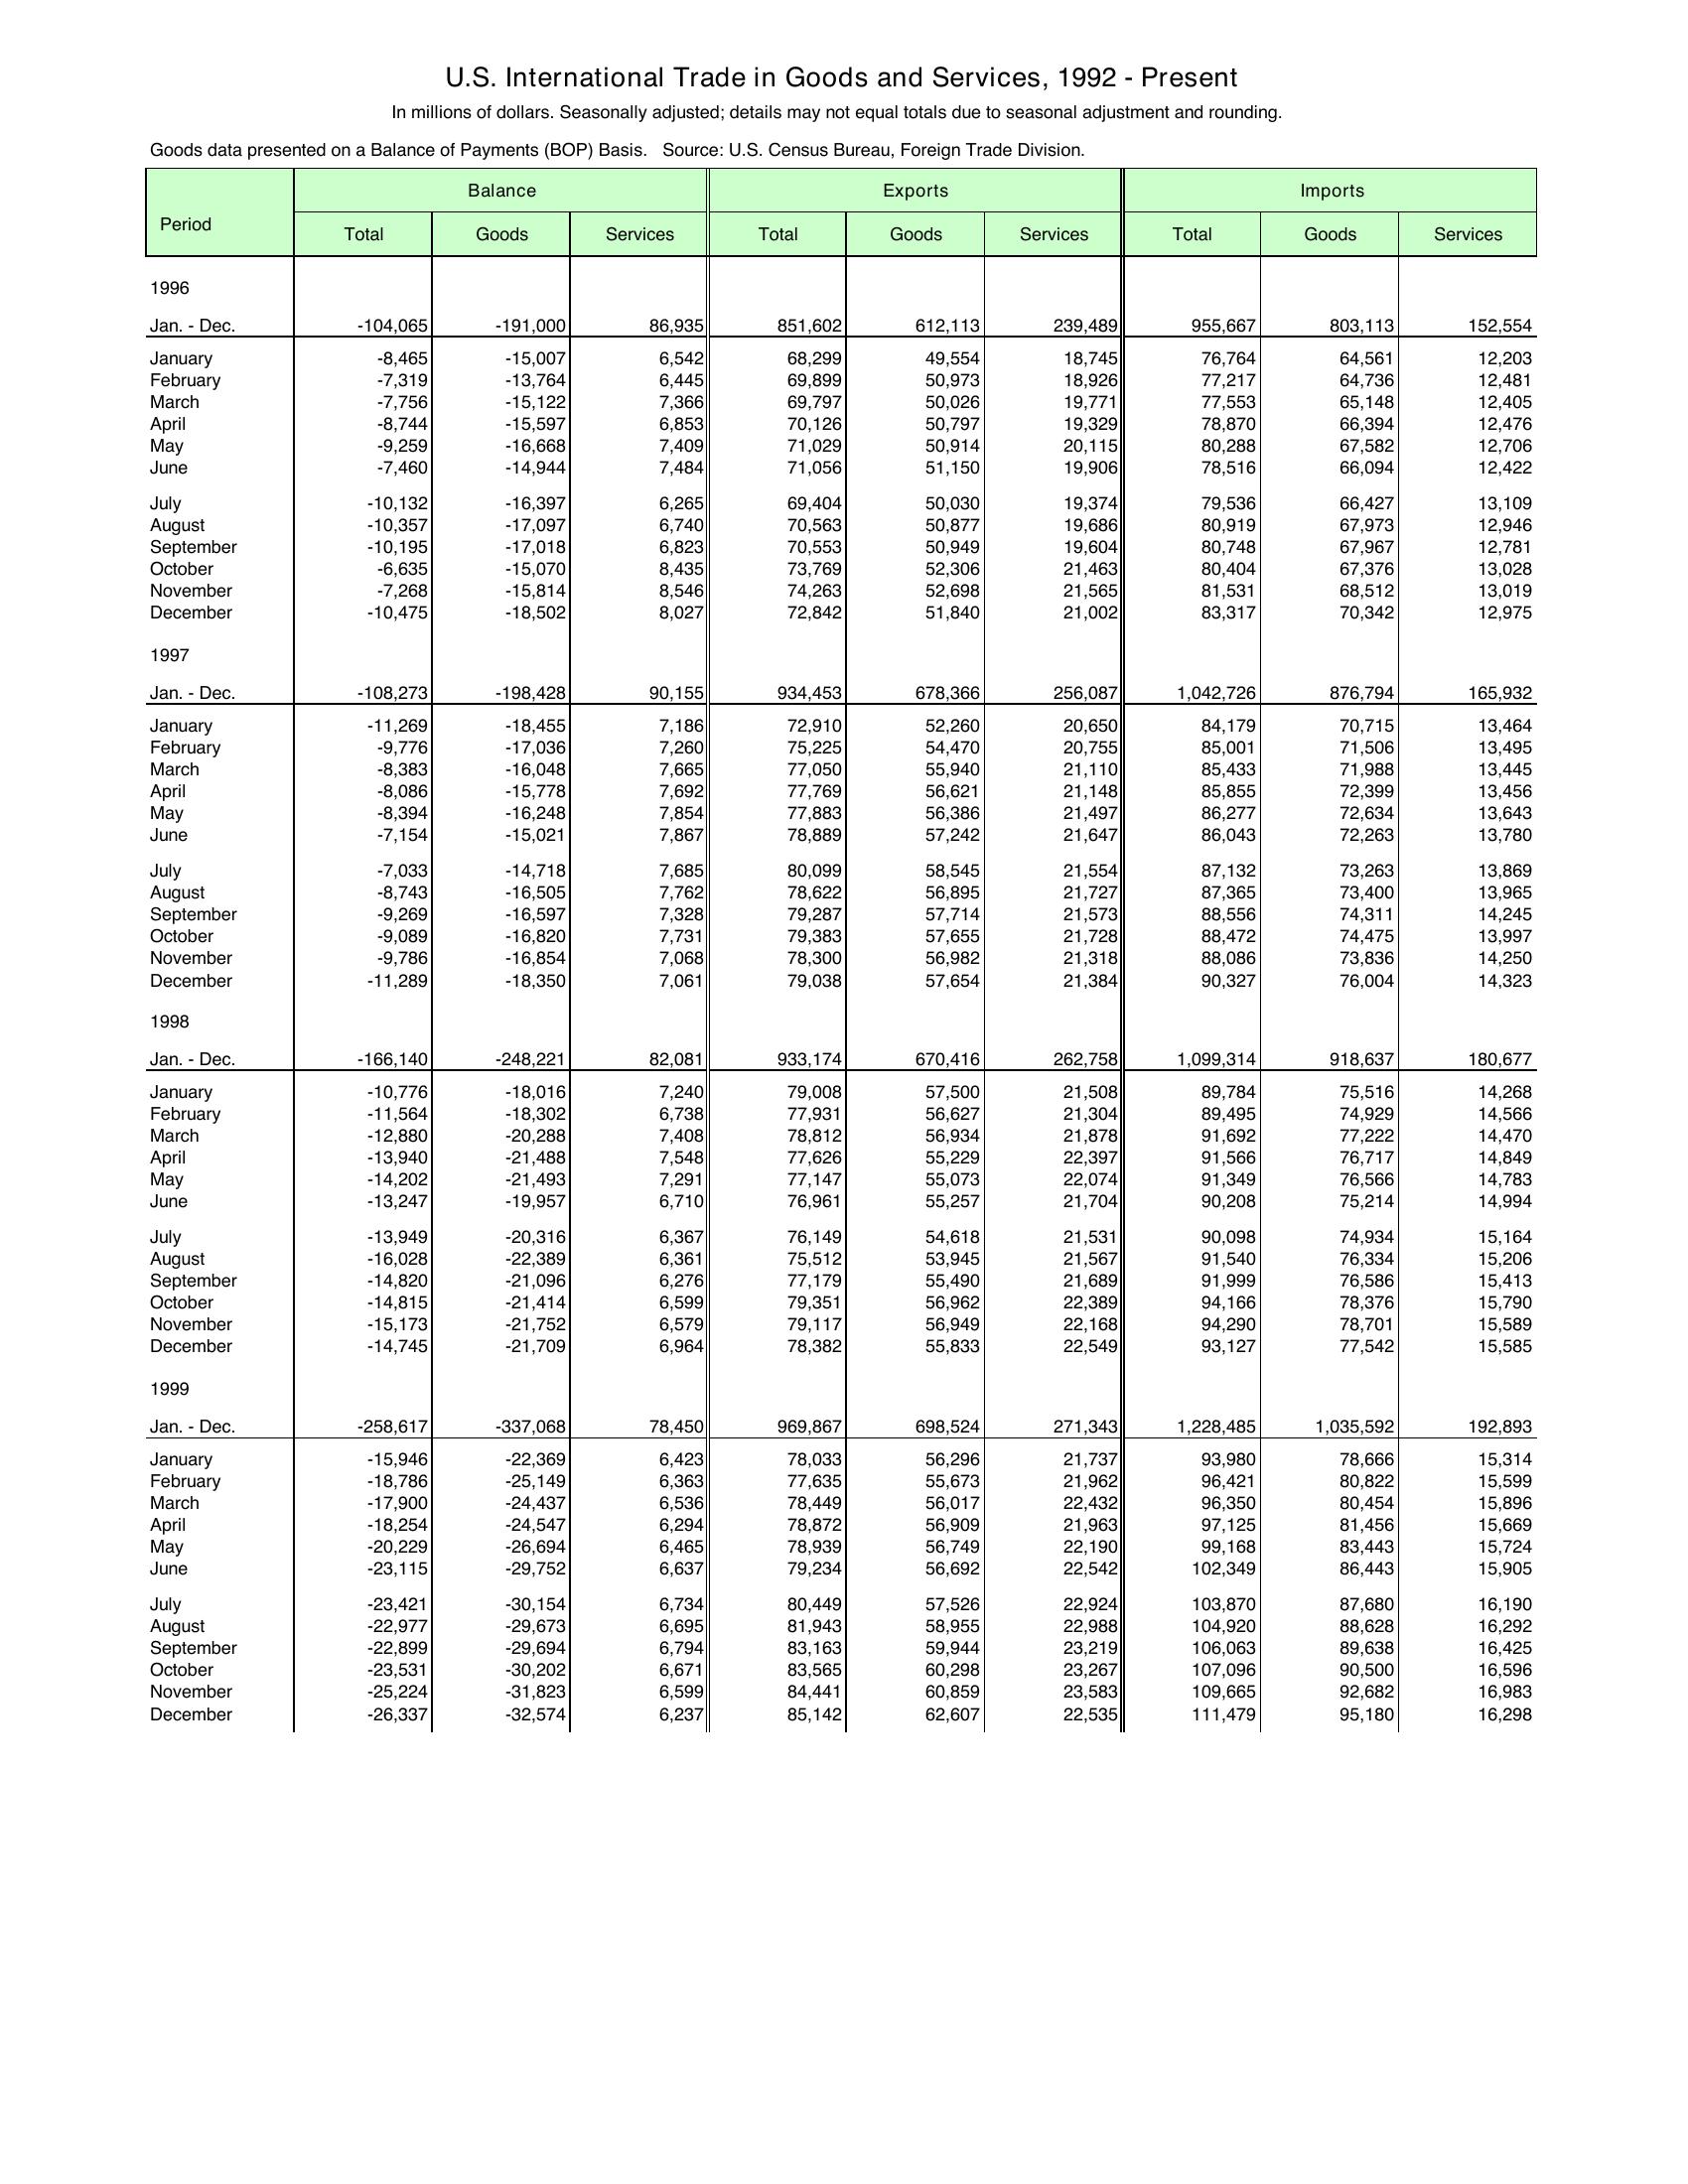 U.S. International Trade in Goods and Services, 1992 - Present
In millions of dollars. Seasonally adjusted; details may not equal totals due to seasonal adjustment and rounding.
Goods data presented on a Balance of Payments (BOP) Basis. Source: U.S. Census Bureau, Foreign Trade Division.
Period Balance Exports Imports
Total Goods Services Total Goods Services Total Goods Services
1996
Jan. - Dec. -104,065 -191,000 86,935 851,602 612,113 239,489 955,667 803,113 152,554
January -8,465 -15,007 6,542 68,299 49,554 18,745 76,764 64,561 12,203
February -7,319 -13,764 6,445 69,899 50,973 18,926 77,217 64,736 12,481
March -7,756 -15,122 7,366 69,797 50,026 19,771 77,553 65,148 12,405
April -8,744 -15,597 6,853 70,126 50,797 19,329 78,870 66,394 12,476
May -9,259 -16,668 7,409 71,029 50,914 20,115 80,288 67,582 12,706
June -7,460 -14,944 7,484 71,056 51,150 19,906 78,516 66,094 12,422
July -10,132 -16,397 6,265 69,404 50,030 19,374 79,536 66,427 13,109
August -10,357 -17,097 6,740 70,563 50,877 19,686 80,919 67,973 12,946
September -10,195 -17,018 6,823 70,553 50,949 19,604 80,748 67,967 12,781
October -6,635 -15,070 8,435 73,769 52,306 21,463 80,404 67,376 13,028
November -7,268 -15,814 8,546 74,263 52,698 21,565 81,531 68,512 13,019
December -10,475 -18,502 8,027 72,842 51,840 21,002 83,317 70,342 12,975
1997
Jan. - Dec. -108,273 -198,428 90,155 934,453 678,366 256,087 1,042,726 876,794 165,932
January -11,269 -18,455 7,186 72,910 52,260 20,650 84,179 70,715 13,464
February -9,776 -17,036 7,260 75,225 54,470 20,755 85,001 71,506 13,495
March -8,383 -16,048 7,665 77,050 55,940 21,110 85,433 71,988 13,445
April -8,086 -15,778 7,692 77,769 56,621 21,148 85,855 72,399 13,456
May -8,394 -16,248 7,854 77,883 56,386 21,497 86,277 72,634 13,643
June -7,154 -15,021 7,867 78,889 57,242 21,647 86,043 72,263 13,780
July -7,033 -14,718 7,685 80,099 58,545 21,554 87,132 73,263 13,869
August -8,743 -16,505 7,762 78,622 56,895 21,727 87,365 73,400 13,965
September -9,269 -16,597 7,328 79,287 57,714 21,573 88,556 74,311 14,245
October -9,089 -16,820 7,731 79,383 57,655 21,728 88,472 74,475 13,997
November -9,786 -16,854 7,068 78,300 56,982 21,318 88,086 73,836 14,250
December -11,289 -18,350 7,061 79,038 57,654 21,384 90,327 76,004 14,323
1998
Jan. - Dec. -166,140 -248,221 82,081 933,174 670,416 262,758 1,099,314 918,637 180,677
January -10,776 -18,016 7,240 79,008 57,500 21,508 89,784 75,516 14,268
February -11,564 -18,302 6,738 77,931 56,627 21,304 89,495 74,929 14,566
March -12,880 -20,288 7,408 78,812 56,934 21,878 91,692 77,222 14,470
April -13,940 -21,488 7,548 77,626 55,229 22,397 91,566 76,717 14,849
May -14,202 -21,493 7,291 77,147 55,073 22,074 91,349 76,566 14,783
June -13,247 -19,957 6,710 76,961 55,257 21,704 90,208 75,214 14,994
July -13,949 -20,316 6,367 76,149 54,618 21,531 90,098 74,934 15,164
August -16,028 -22,389 6,361 75,512 53,945 21,567 91,540 76,334 15,206
September -14,820 -21,096 6,276 77,179 55,490 21,689 91,999 76,586 15,413
October -14,815 -21,414 6,599 79,351 56,962 22,389 94,166 78,376 15,790
November -15,173 -21,752 6,579 79,117 56,949 22,168 94,290 78,701 15,589
December -14,745 -21,709 6,964 78,382 55,833 22,549 93,127 77,542 15,585
1999
Jan. - Dec. -258,617 -337,068 78,450 969,867 698,524 271,343 1,228,485 1,035,592 192,893
January -15,946 -22,369 6,423 78,033 56,296 21,737 93,980 78,666 15,314
February -18,786 -25,149 6,363 77,635 55,673 21,962 96,421 80,822 15,599
March -17,900 -24,437 6,536 78,449 56,017 22,432 96,350 80,454 15,896
April -18,254 -24,547 6,294 78,872 56,909 21,963 97,125 81,456 15,669
May -20,229 -26,694 6,465 78,939 56,749 22,190 99,168 83,443 15,724
June -23,115 -29,752 6,637 79,234 56,692 22,542 102,349 86,443 15,905
July -23,421 -30,154 6,734 80,449 57,526 22,924 103,870 87,680 16,190
August -22,977 -29,673 6,695 81,943 58,955 22,988 104,920 88,628 16,292
September -22,899 -29,694 6,794 83,163 59,944 23,219 106,063 89,638 16,425
October -23,531 -30,202 6,671 83,565 60,298 23,267 107,096 90,500 16,596
November -25,224 -31,823 6,599 84,441 60,859 23,583 109,665 92,682 16,983
December -26,337 -32,574 6,237 85,142 62,607 22,535 111,479 95,180 16,298